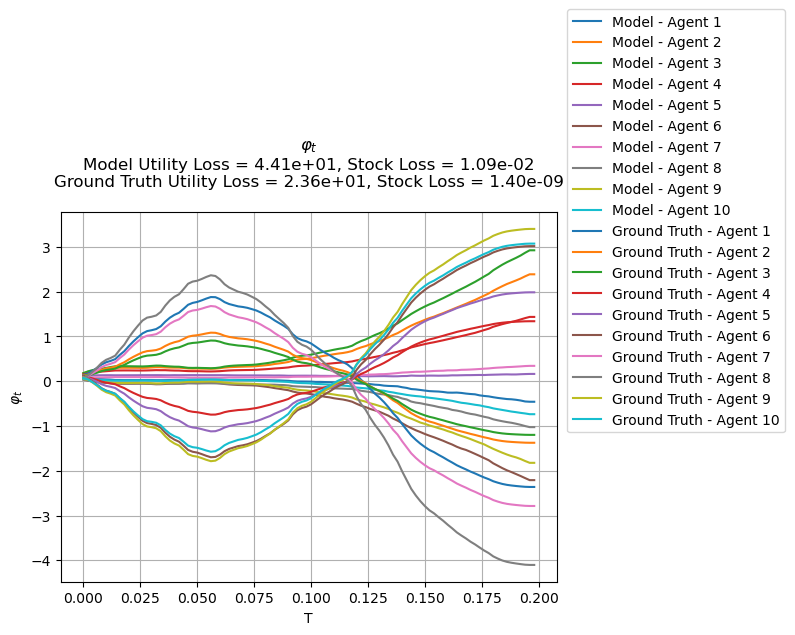 φt
Model Utility Loss = 4.41e+01, Stock Loss = 1.09e-02
Ground Truth Utility Loss = 2.36e+01, Stock Loss = 1.40e-09
Model - Agent 1
Model - Agent 2
Model - Agent 3
Model - Agent 4
Model - Agent 5
Model - Agent 6
Model - Agent 7
Model - Agent 8
Model - Agent 9
Model - Agent 10
Ground Truth - Agent 1
Ground Truth - Agent 2
Ground Truth - Agent 3
Ground Truth - Agent 4
Ground Truth - Agent 5
Ground Truth - Agent 6
Ground Truth - Agent 7
Ground Truth - Agent 8
Ground Truth - Agent 9
Ground Truth - Agent 10
φt
3
2
1
0
−1
−2
−3
−4
0.000 0.025 0.050 0.075 0.100 0.125 0.150 0.175 0.200
T